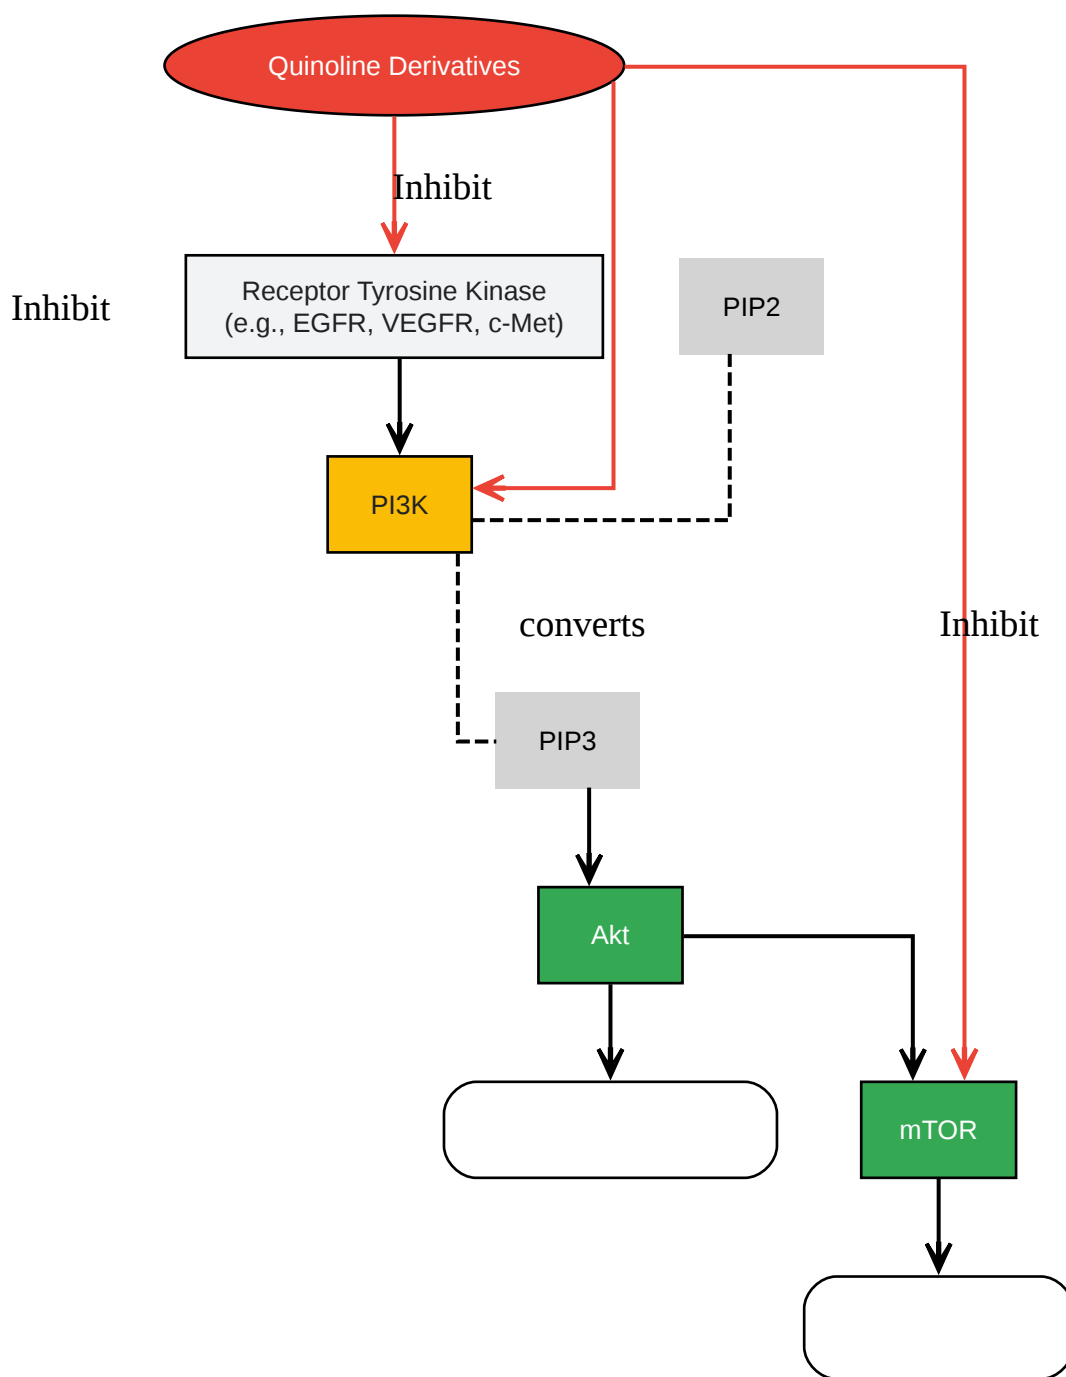 Quinoline Derivatives
Inhibit
Receptor Tyrosine Kinase
(e.g., EGFR, VEGFR, c-Met)
Inhibit
PIP2
PI3K
converts
Inhibit
PIP3
Akt
mTOR